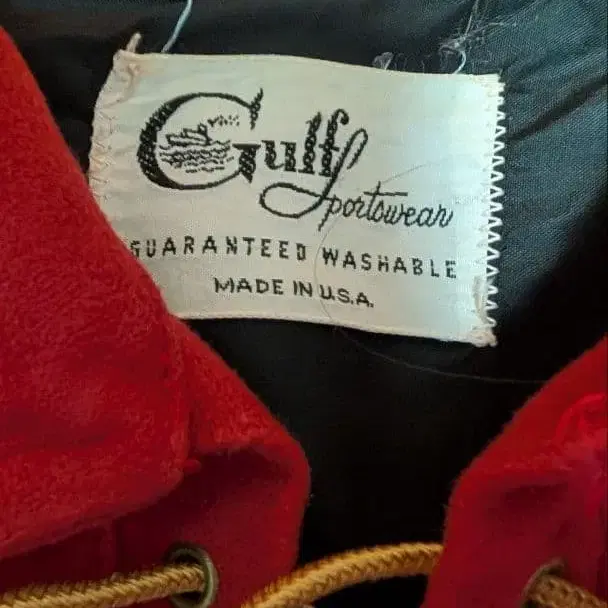 Gulf
Sportswear
GUARANTEED WASHABLE
MADE IN U.S.A.